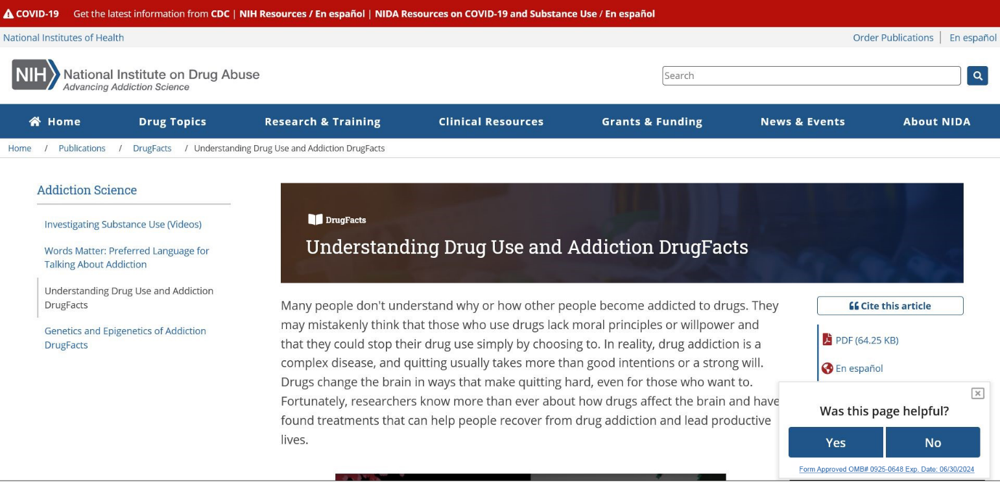 COVID-19 Get the latest information from CDC | NIH Resources / En español | NIDA Resources on COVID-19 and Substance Use / En español
National Institutes of Health Order Publications | En español
NIH National Institute on Drug Abuse
Advancing Addiction Science
Search
Home Drug Topics Research & Training Clinical Resources Grants & Funding News & Events About NIDA
Home / Publications / DrugFacts / Understanding Drug Use and Addiction DrugFacts
Addiction Science
Investigating Substance Use (Videos)
Words Matter: Preferred Language for
Talking About Addiction
Understanding Drug Use and Addiction
DrugFacts
Genetics and Epigenetics of Addiction
DrugFacts
DrugFacts
Understanding Drug Use and Addiction DrugFacts
Many people don't understand why or how other people become addicted to drugs. They
may mistakenly think that those who use drugs lack moral principles or willpower and
that they could stop their drug use simply by choosing to. In reality, drug addiction is a
complex disease, and quitting usually takes more than good intentions or a strong will.
Drugs change the brain in ways that make quitting hard, even for those who want to.
Fortunately, researchers know more than ever about how drugs affect the brain and have
found treatments that can help people recover from drug addiction and lead productive
lives.
Cite this article
PDF (64.25 KB)
En español
Was this page helpful?
Yes No
Form Approved OMB# 0925-0648 Exp. Date: 06/30/2024